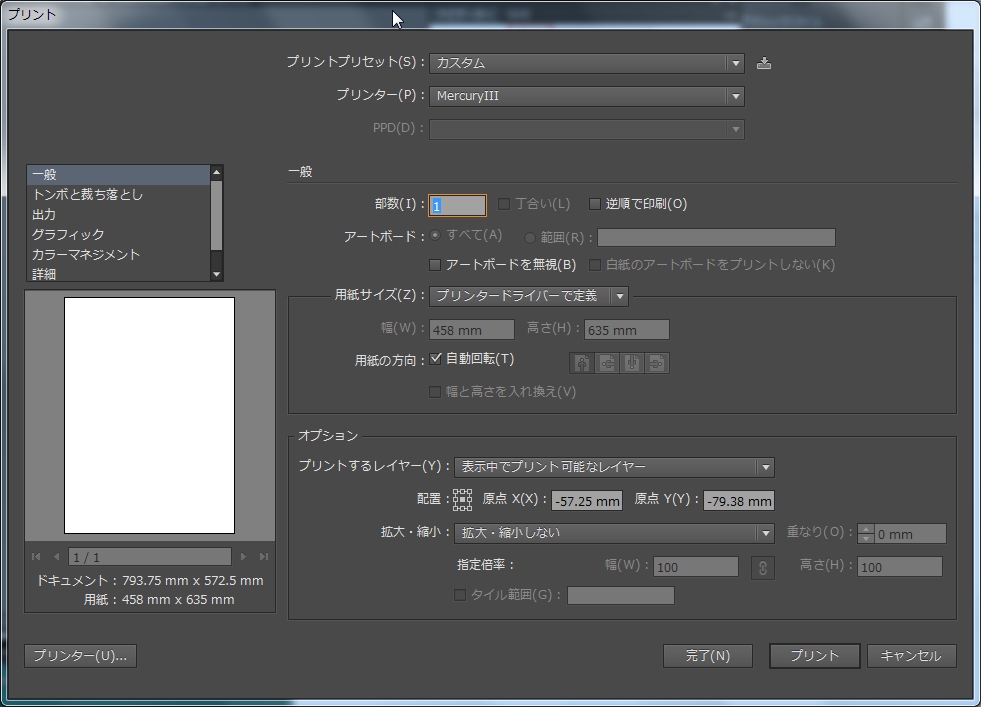 プリント
プリントプリセット(S)： カスタム
プリンター(P)： MercuryIII
PPD(D)：
一般
トンボと裁ち落とし
出力
グラフィック
カラーマネジメント
詳細
一般
部数(I)： 1 丁合い(L) 逆順で印刷(O)
アートボード： すべて(A) 範囲(R)：
アートボードを無視(B) 白紙のアートボードをプリントしない(K)
用紙サイズ(Z)： プリンタードライバーで定義
幅(W)： 458 mm 高さ(H)： 635 mm
用紙の方向： 自動回転(T)
幅と高さを入れ換え(V)
オプション
プリントするレイヤー(Y)： 表示中でプリント可能なレイヤー
配置： 原点 X(X)： -57.25 mm 原点 Y(Y)： -79.38 mm
拡大・縮小： 拡大・縮小しない 重なり(O)： 0 mm
指定倍率： 幅(W)： 100 高さ(H)： 100
タイル範囲(G)：
1 / 1
ドキュメント：793.75 mm x 572.5 mm
用紙：458 mm x 635 mm
プリンター(U)... 完了(N) プリント キャンセル